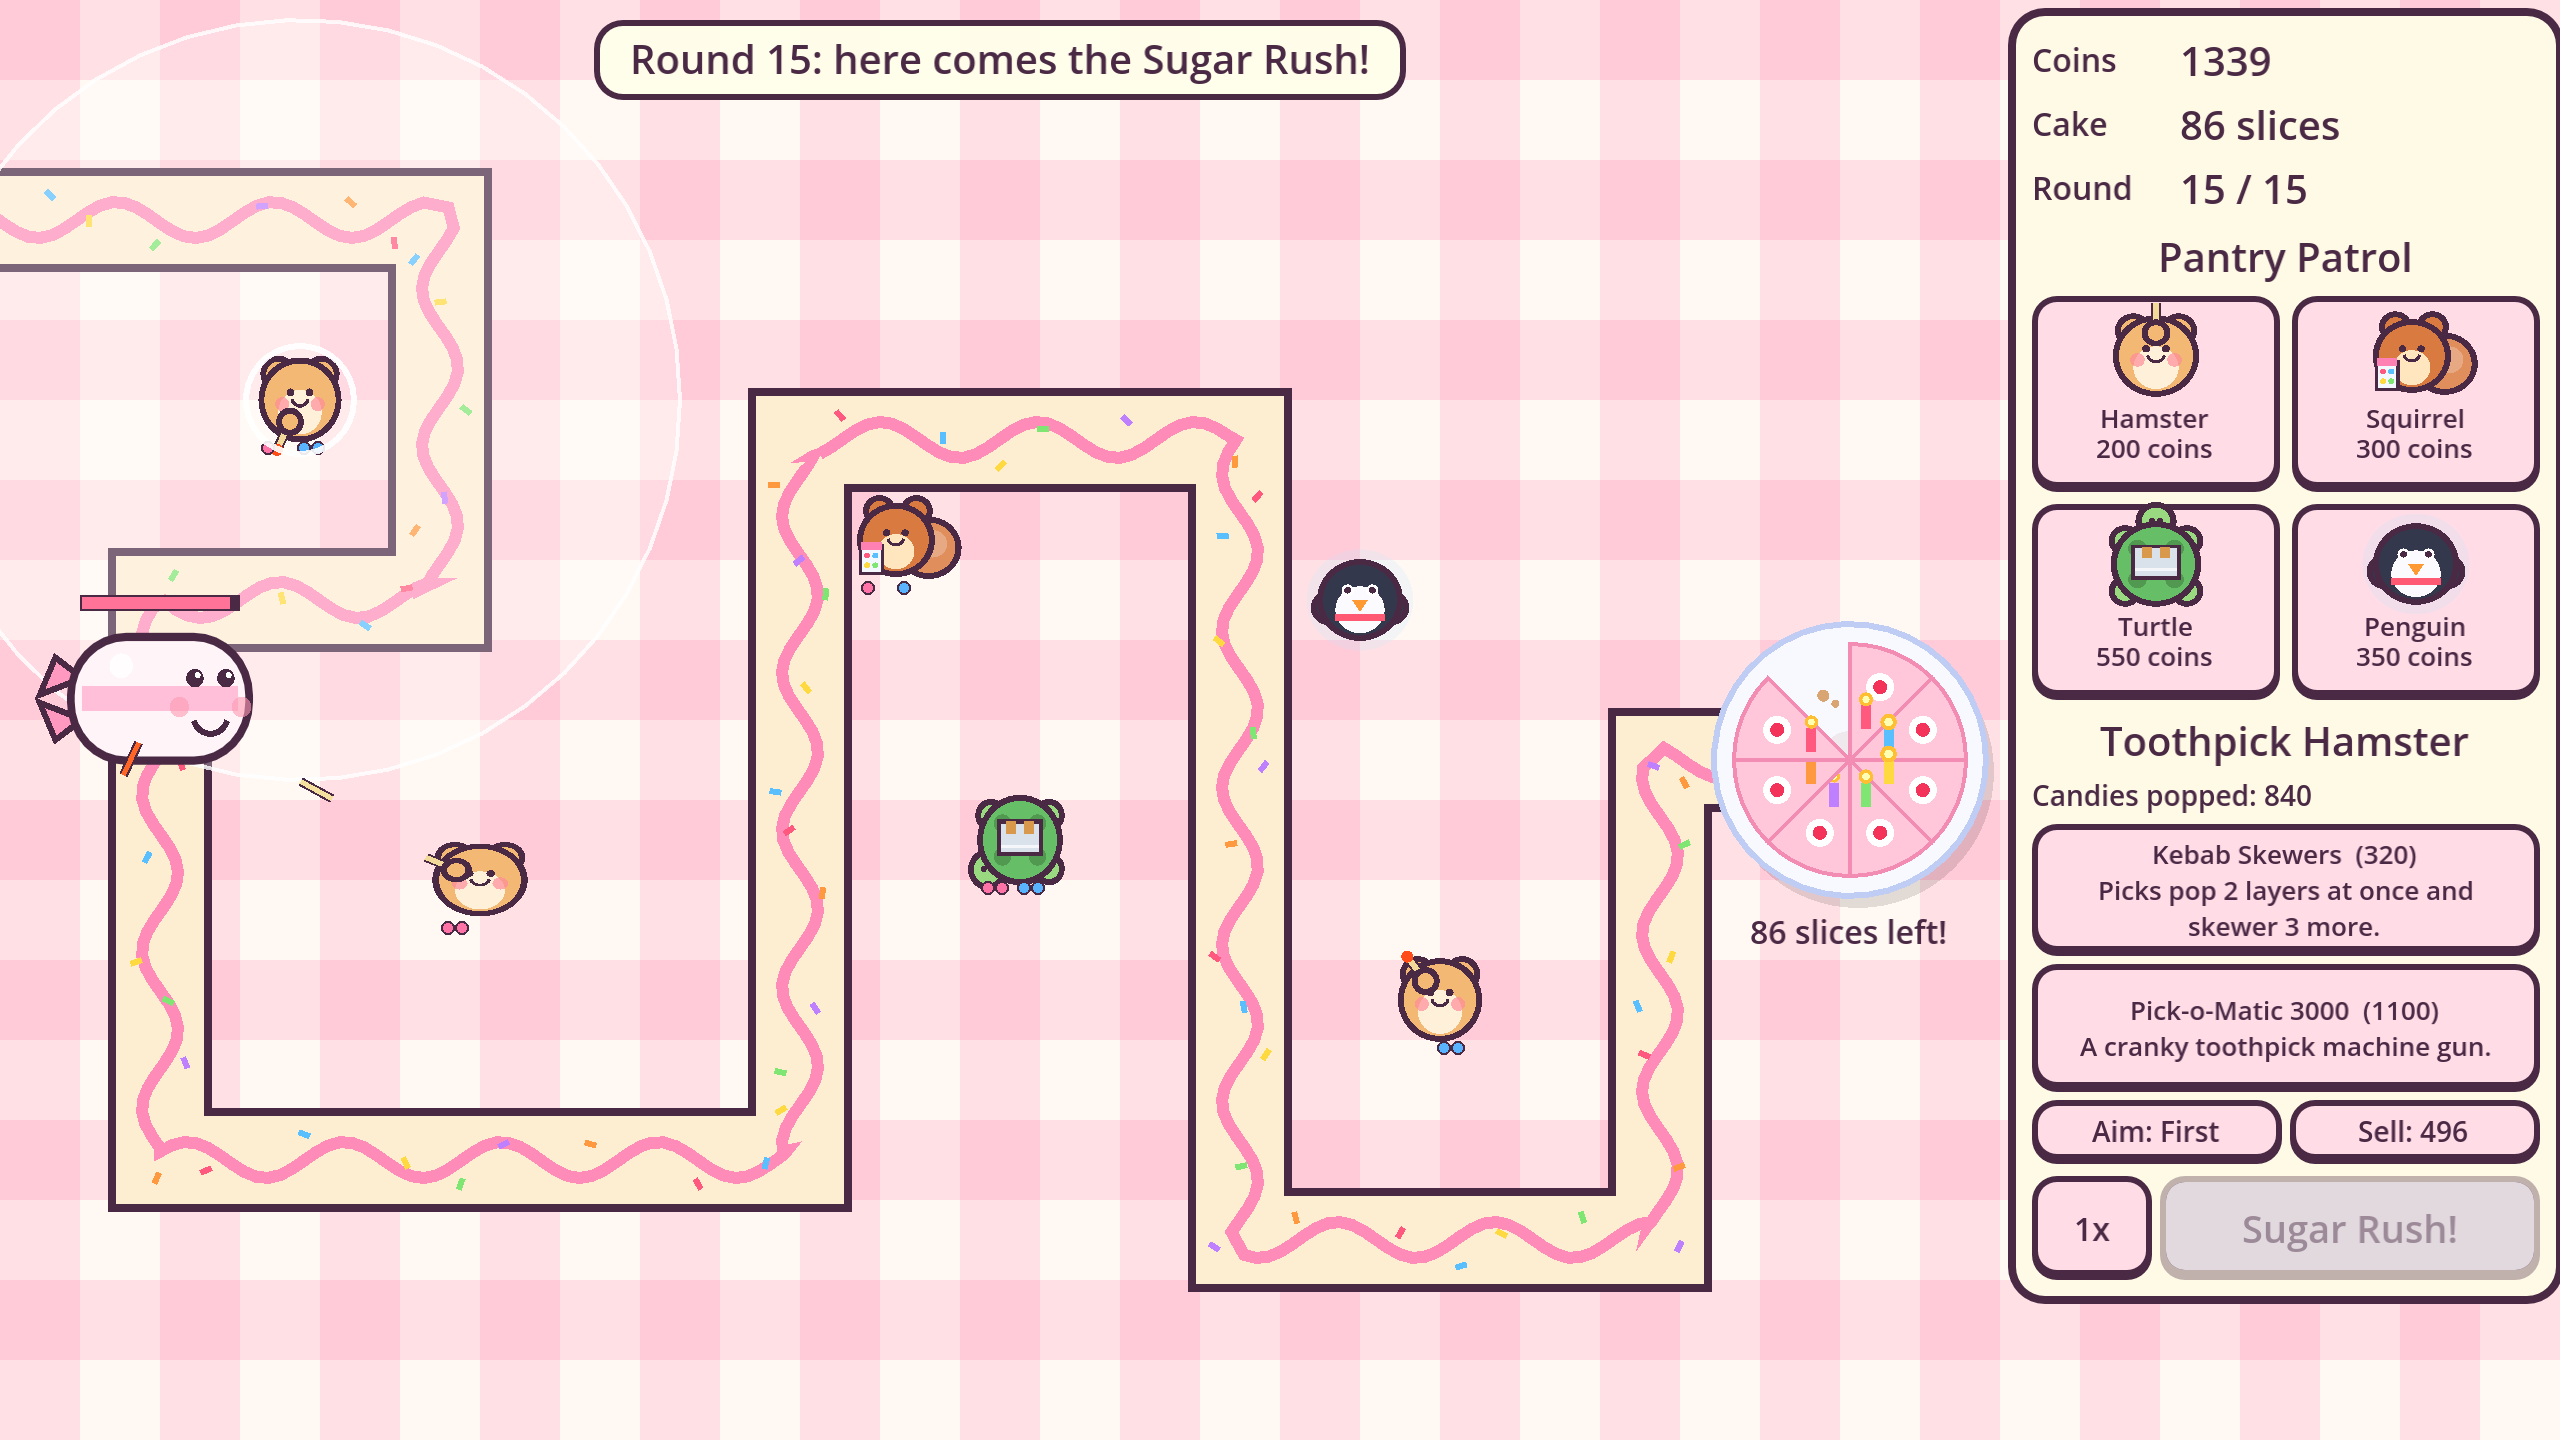 Round 15: here comes the Sugar Rush!
Coins 1339
Cake 86 slices
Round 15 / 15
Pantry Patrol
Hamster
200 coins
Squirrel
300 coins
Turtle
550 coins
Penguin
350 coins
Toothpick Hamster
Candies popped: 840
Kebab Skewers (320)
Picks pop 2 layers at once and
skewer 3 more.
Pick-o-Matic 3000 (1100)
A cranky toothpick machine gun.
Aim: First
Sell: 496
1x
Sugar Rush!
86 slices left!